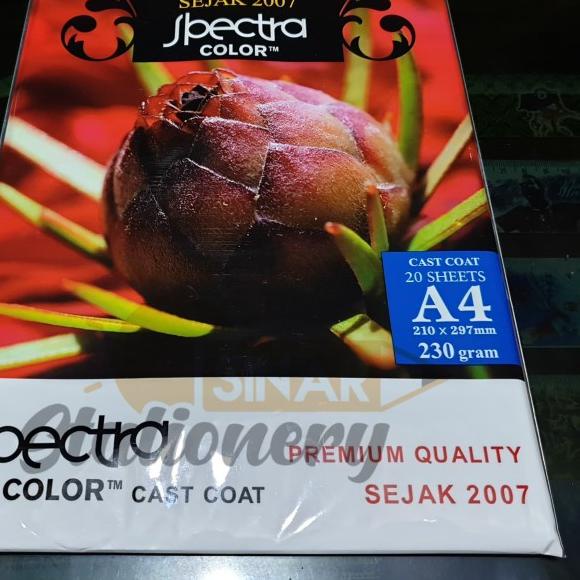 SEJAK 2007
Spectra
COLOR™
CAST COAT
20 SHEETS
A4
210 x 297mm
230 gram
SINAR
Stationery
pectra
PREMIUM QUALITY
COLOR™ CAST COAT
SEJAK 2007